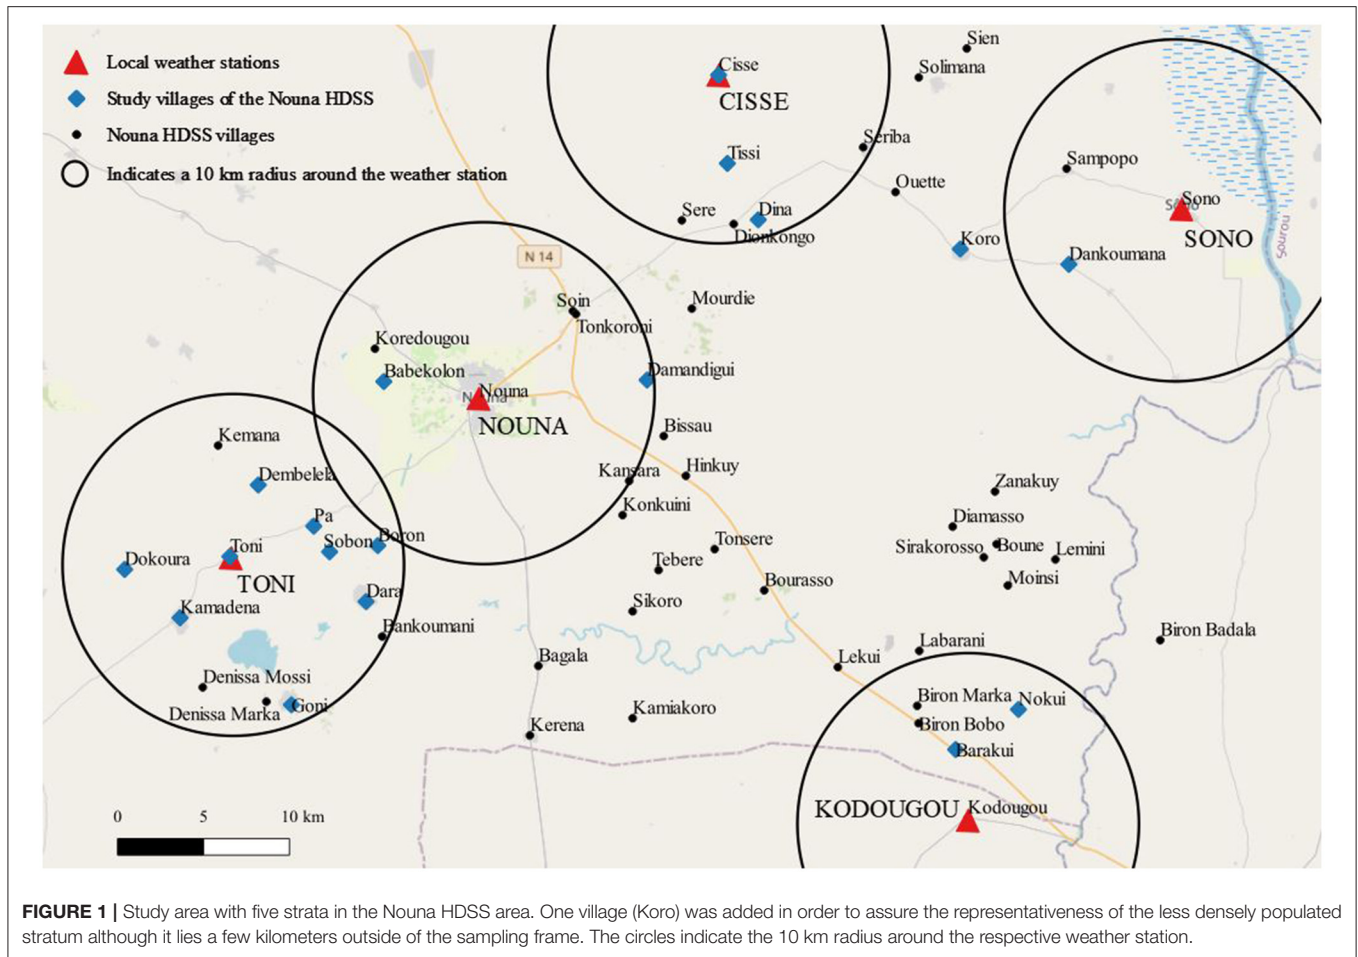 Local weather stations
Study villages of the Nouna HDSS
Nouna HDSS villages
Indicates a 10 km radius around the weather station
Sien
Solimana
Cisse
CISSE
Seriba
Tissi
Sampopo
Ouette
Sono
SONO
Sourou
Sere
Dina
Dionkongo
Koro
Dankoumana
N 14
Soin
Tonkoroni
Mourdie
Koredougou
Babekolon
Damandigui
Nouna
NOUNA
Bissau
Kemana
Dembelela
Kansara
Hinkuy
Konkuini
Zanakuy
Pa
Diamasso
Toni
Sobon
Boron
Tonsere
Sirakorosso
Boune
Lemini
Dokoura
TONI
Tebere
Bourasso
Moinsi
Kamadena
Dara
Sikoro
Bankoumani
Biron Badala
Labarani
Bagala
Lekui
Denissa Mossi
Denissa Marka
Goni
Kamiakoro
Biron Marka
Nokui
Kerena
Biron Bobo
Barakui
KODOUGOU
Kodougou
0 5 10 km
FIGURE 1 | Study area with five strata in the Nouna HDSS area. One village (Koro) was added in order to assure the representativeness of the less densely populated
stratum although it lies a few kilometers outside of the sampling frame. The circles indicate the 10 km radius around the respective weather station.